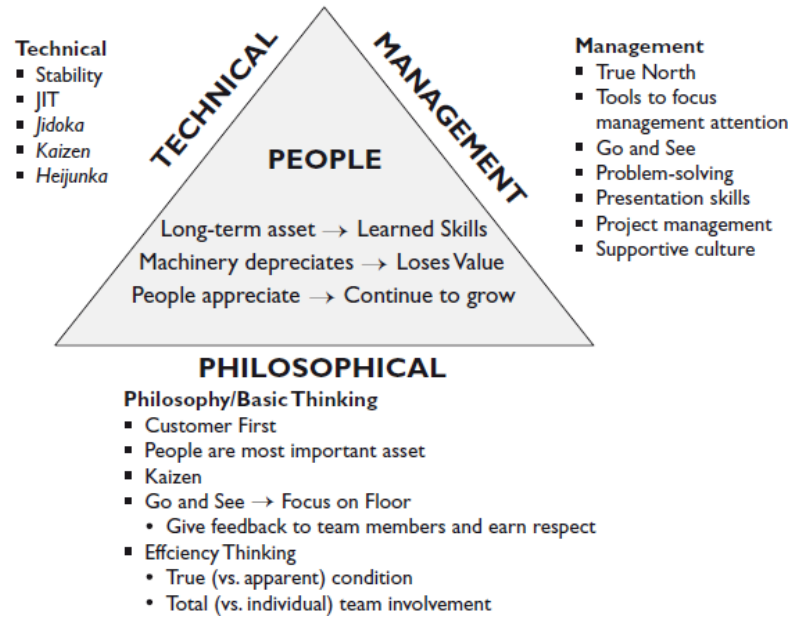 Technical
▪ Stability
▪ JIT
▪ Jidoka
▪ Kaizen
▪ Heijunka
TECHNICAL
MANAGEMENT
Management
▪ True North
▪ Tools to focus
management attention
▪ Go and See
▪ Problem-solving
▪ Presentation skills
▪ Project management
▪ Supportive culture
PEOPLE
Long-term asset → Learned Skills
Machinery depreciates → Loses Value
People appreciate → Continue to grow
PHILOSOPHICAL
Philosophy/Basic Thinking
▪ Customer First
▪ People are most important asset
▪ Kaizen
▪ Go and See → Focus on Floor
• Give feedback to team members and earn respect
▪ Effciency Thinking
• True (vs. apparent) condition
• Total (vs. individual) team involvement